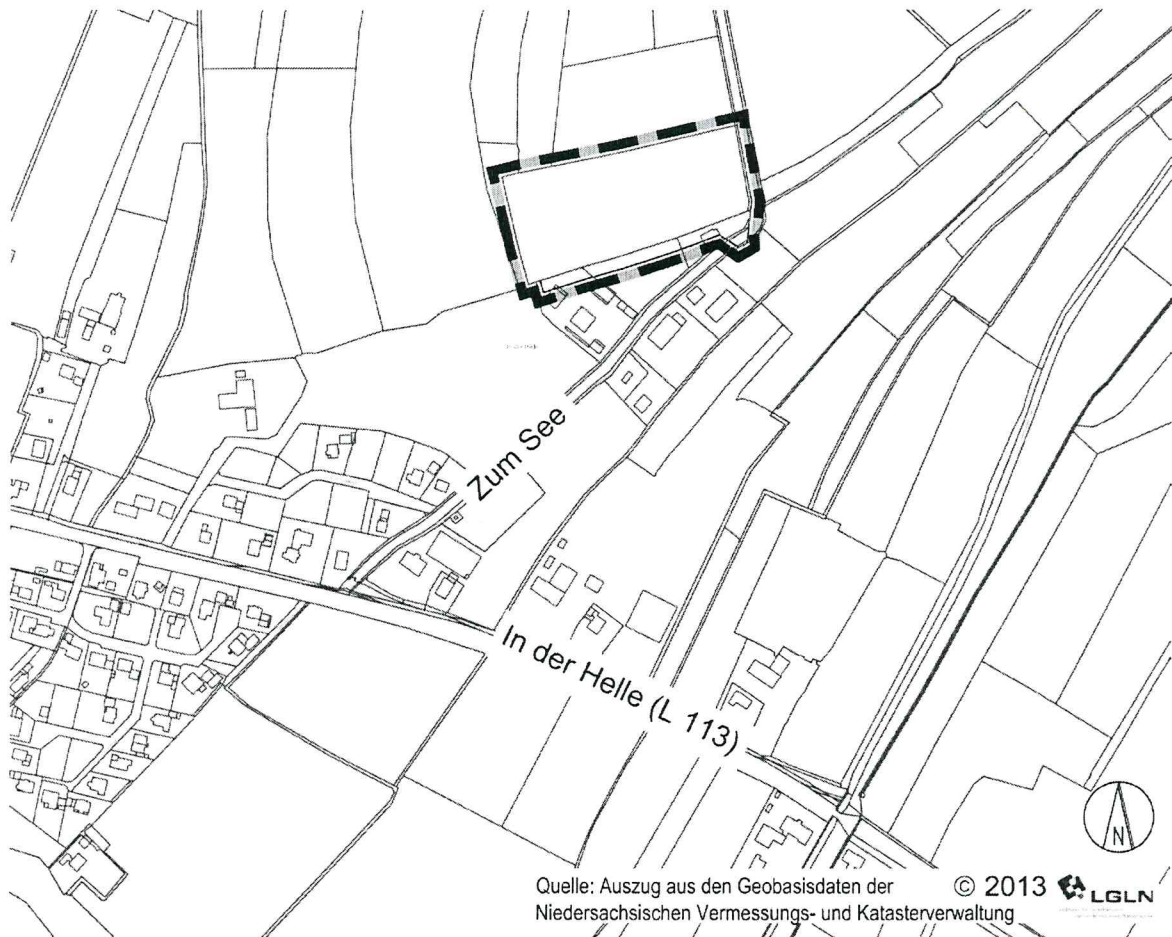 Zum See
In der Helle (L 113)
N
Quelle: Auszug aus den Geobasisdaten der
Niedersachsischen Vermessungs- und Katasterverwaltung
© 2013 LGLN